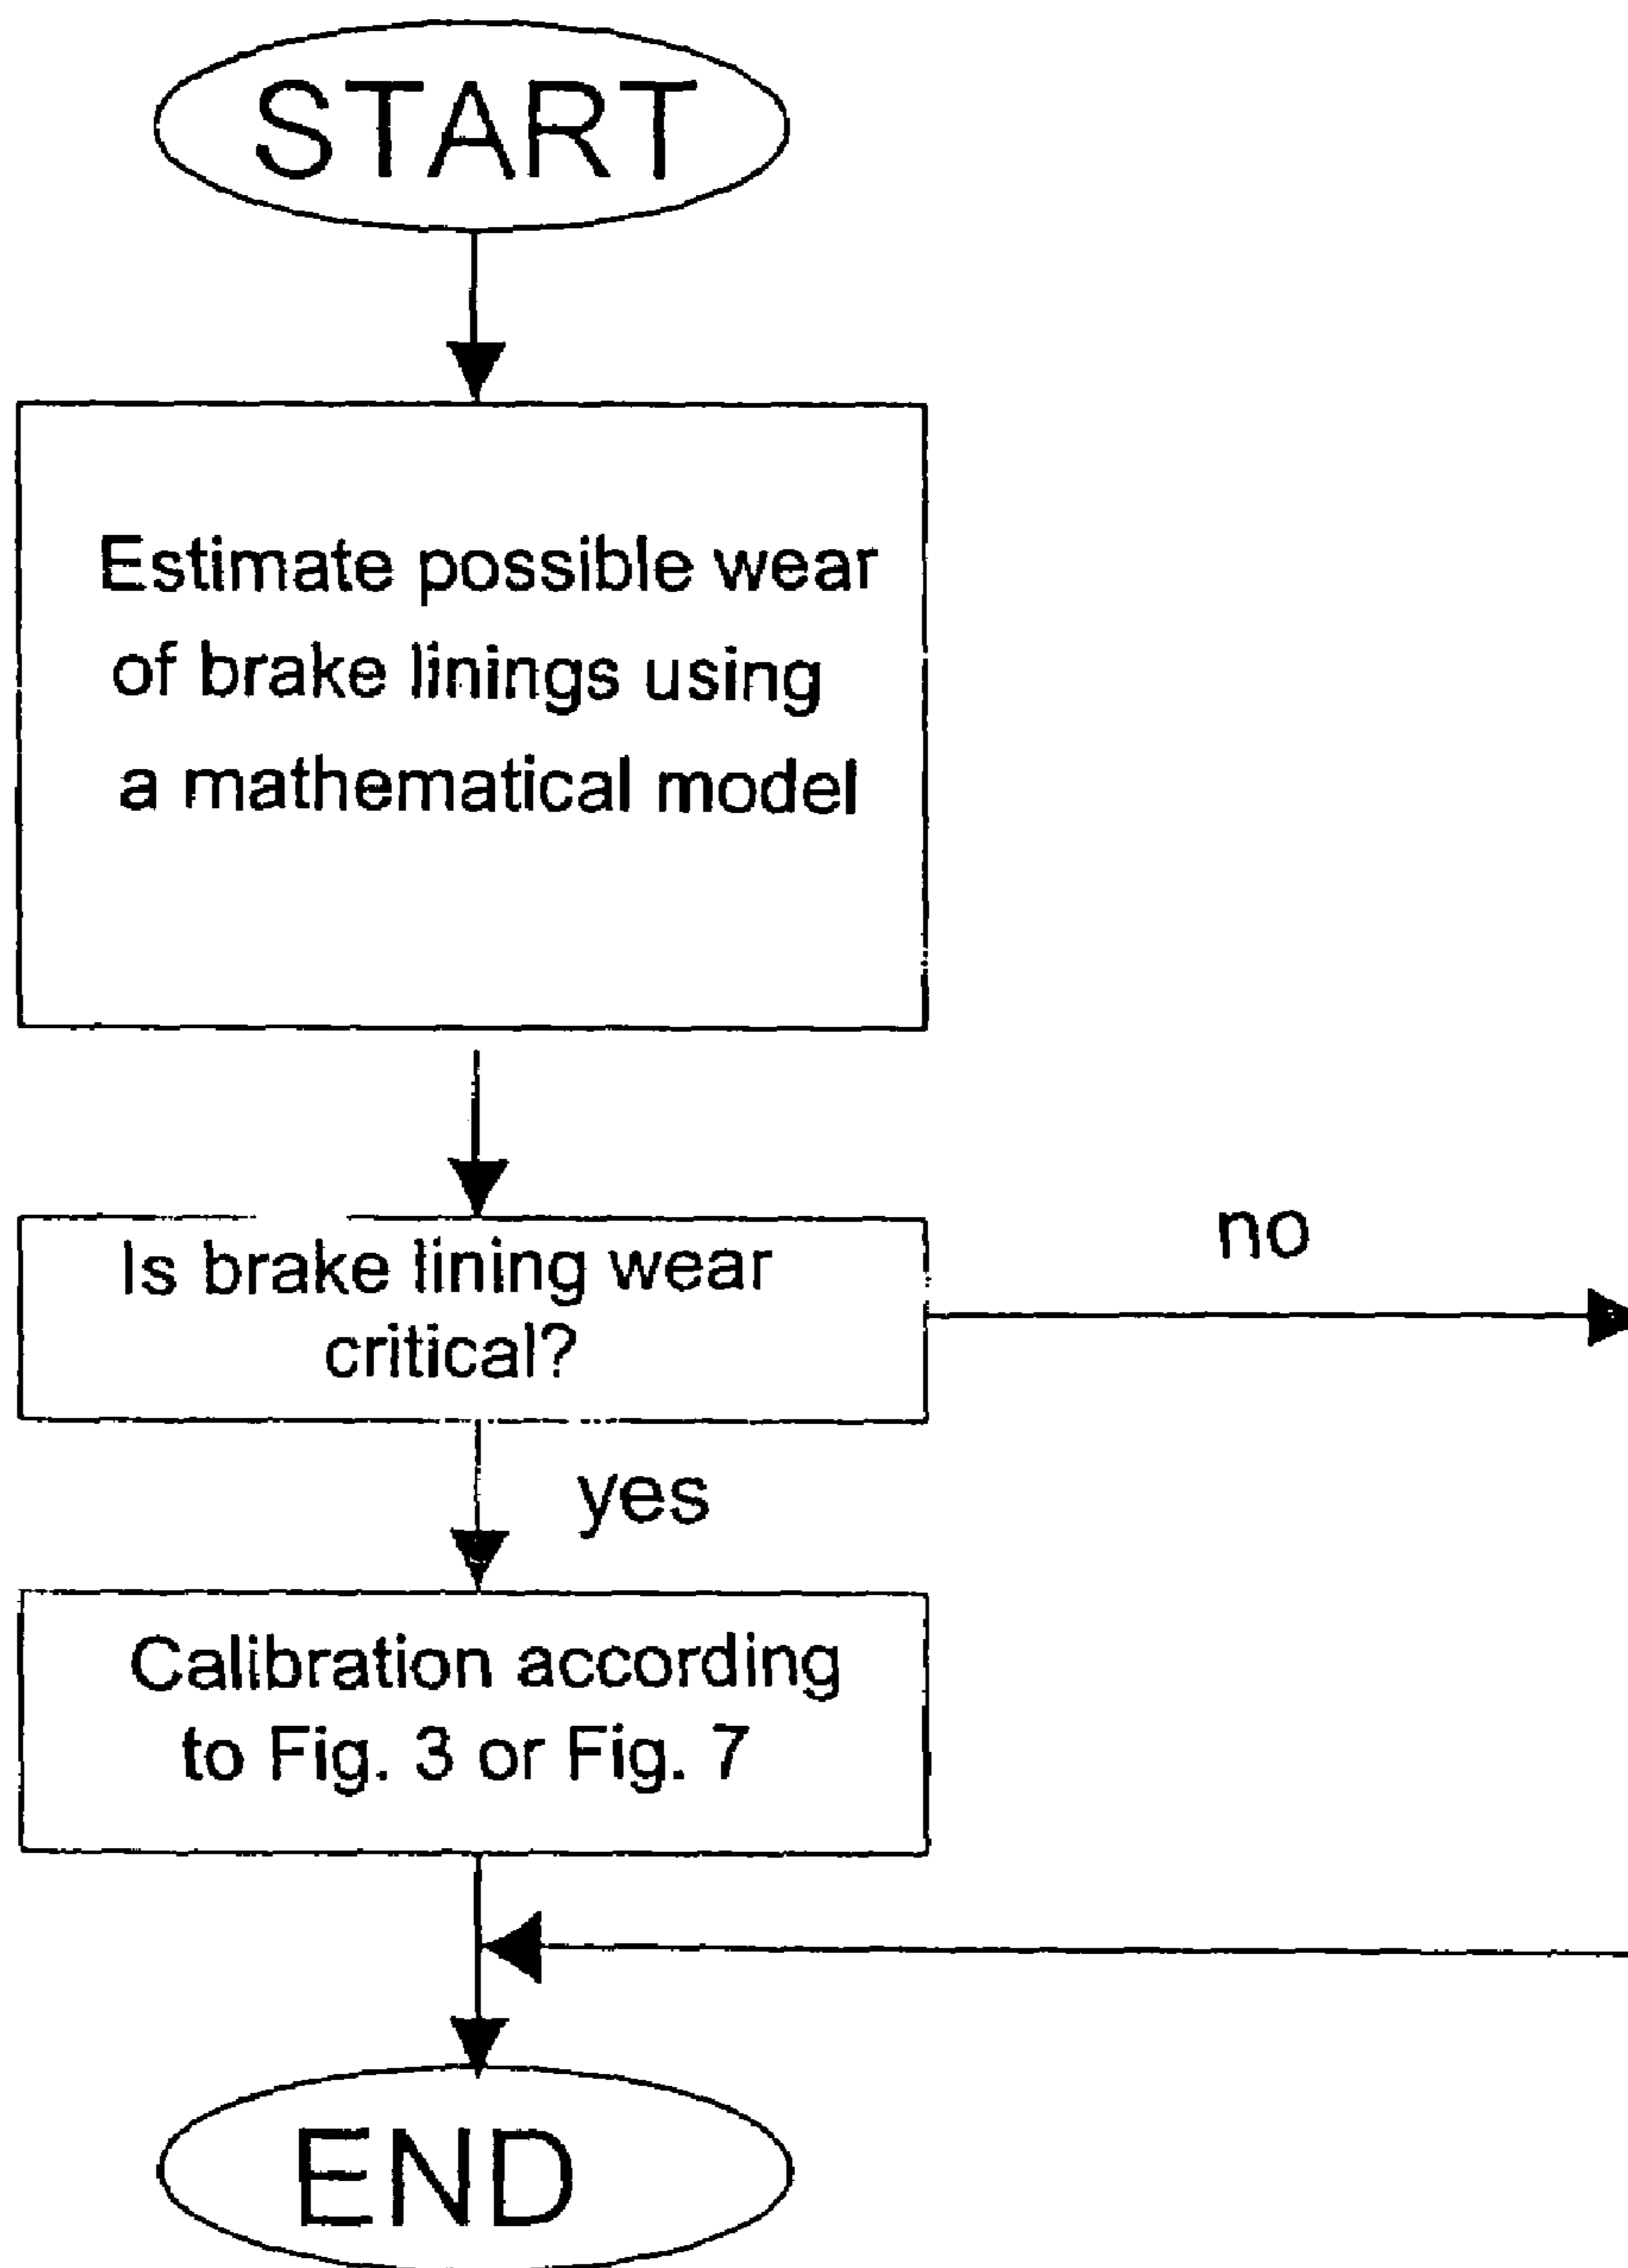 START
Estimate possible wear
of brake linings using
a mathematical model
Is brake lining wear
critical?
no
yes
Calibration according
to Fig. 3 or Fig. 7
END